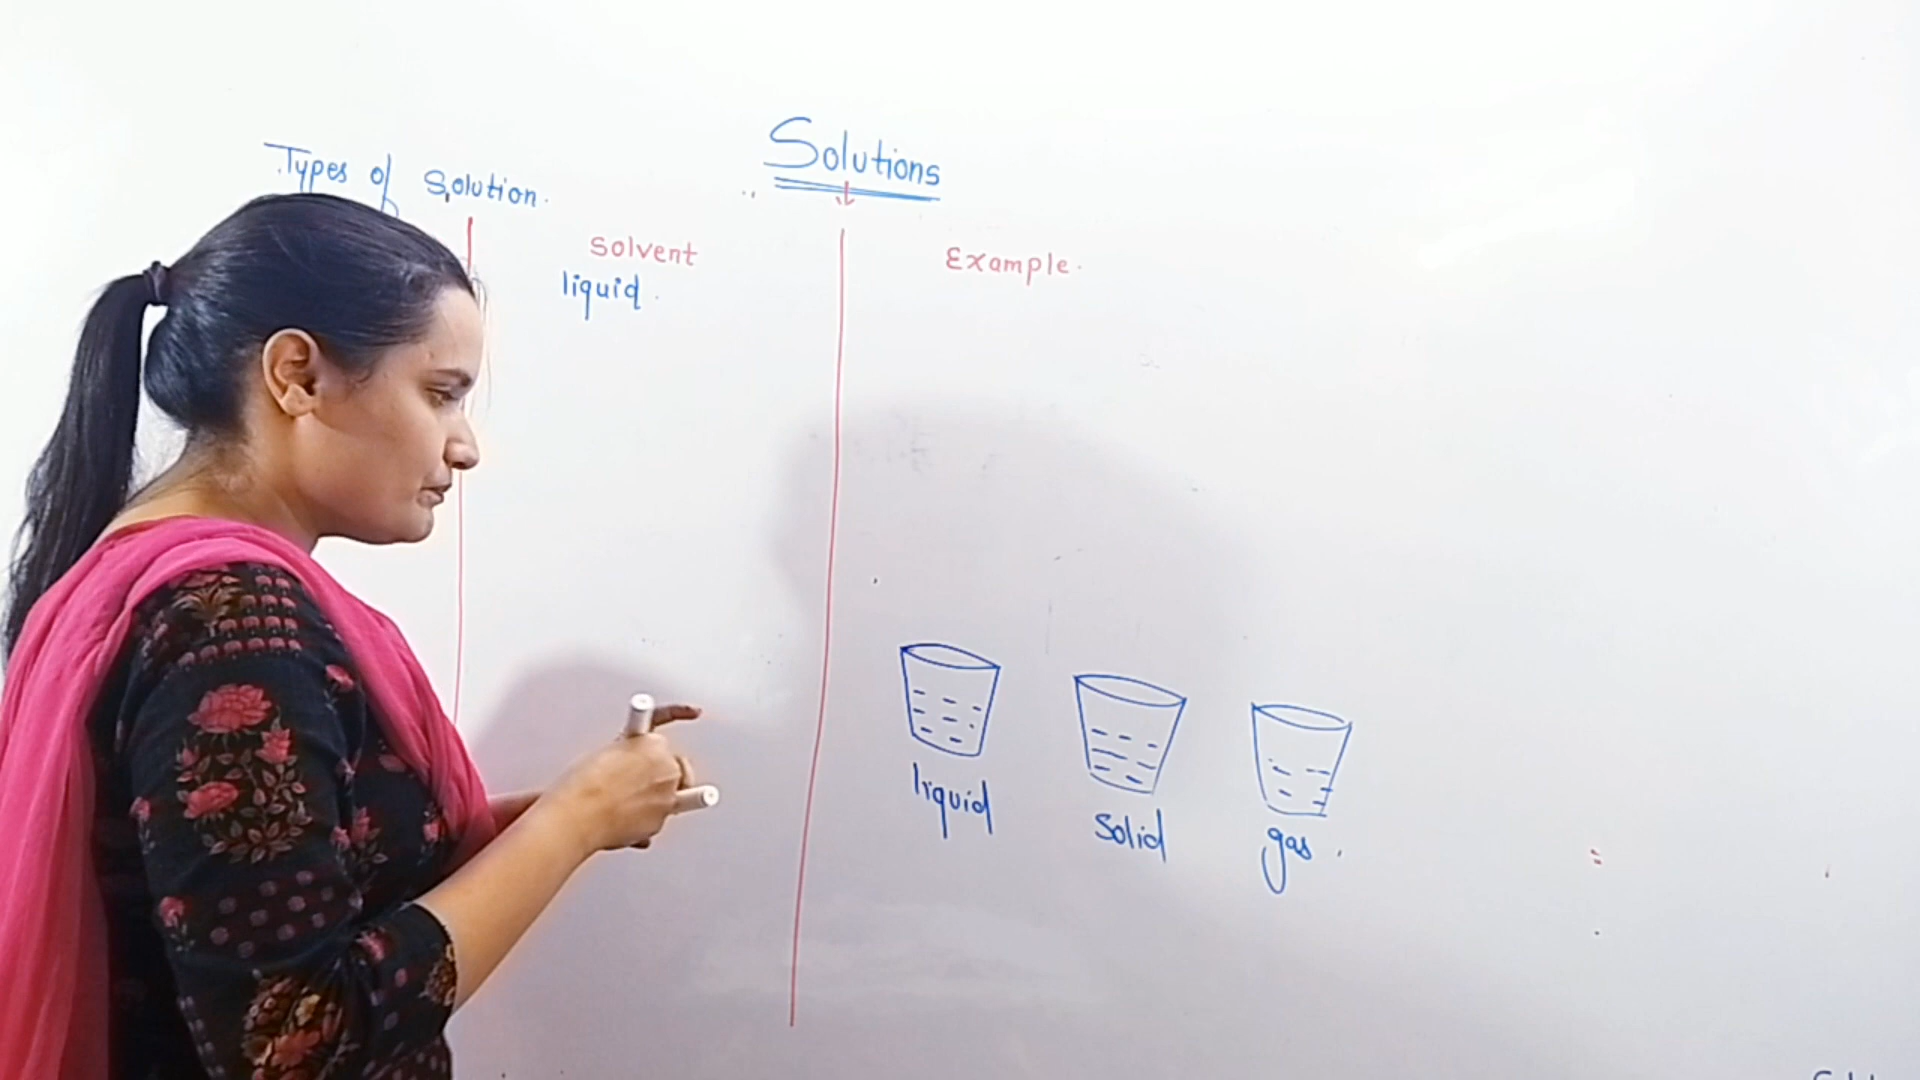 Solutions
Types of Solution.
Solvent
Example.
liquid.
liquid
Solid
gas.